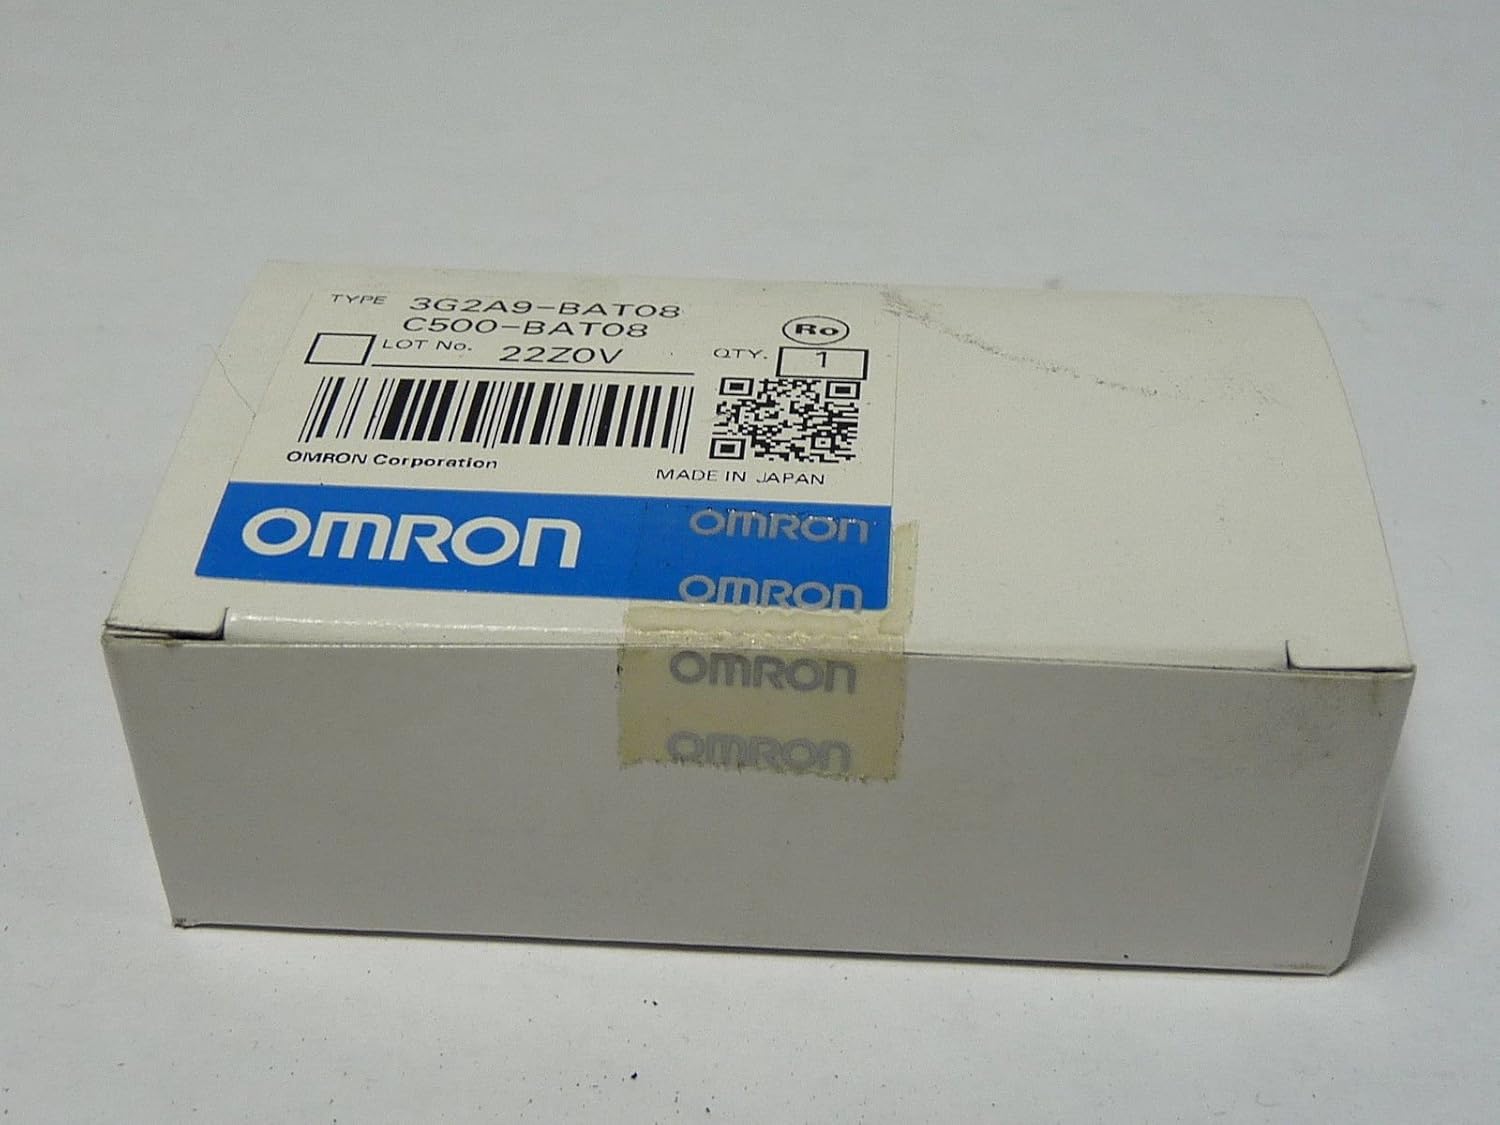 TYPE 3G2A9-BAT08
C500-BAT08
LOT No. 22Z0V
Ro
QTY. 1
OMRON Corporation
MADE IN JAPAN
OMRON
OMRON
OMRON
OMRON
OMRON